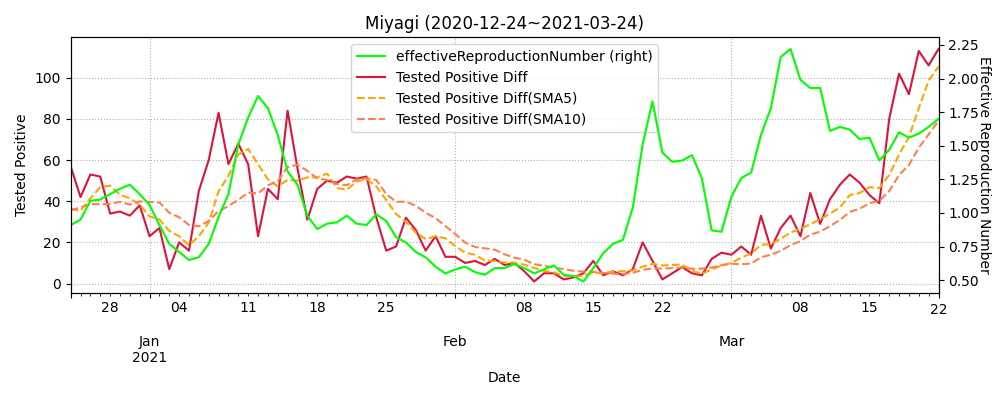 Miyagi (2020-12-24~2021-03-24)
effectiveReproductionNumber (right)
Tested Positive Diff
Tested Positive Diff(SMA5)
Tested Positive Diff(SMA10)
Tested Positive
100
80
60
40
20
0
2.25
2.00
1.75
1.50
1.25
1.00
0.75
0.50
Effective Reproduction Number
28 04 11 18 25 08 15 22 08 15 22
Jan Feb Mar
2021
Date